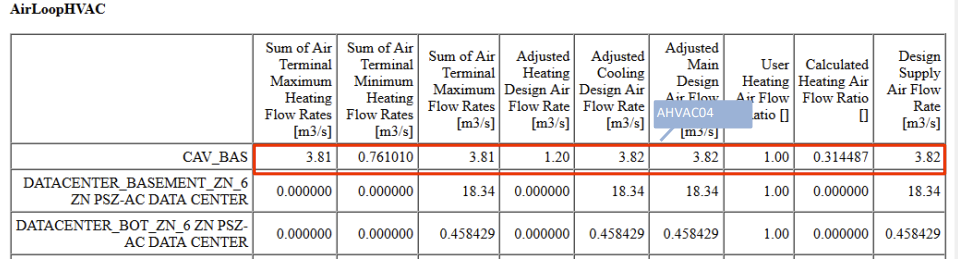 AirLoopHVAC
Sum of Air Terminal Maximum Heating Flow Rates [m3/s] Sum of Air Terminal Minimum Heating Flow Rates [m3/s] Sum of Air Terminal Maximum Flow Rates [m3/s] Adjusted Heating Design Air Flow Rate [m3/s] Adjusted Cooling Design Air Flow Rate [m3/s] Adjusted Main Design Air Flow [m3/s] User Heating Air Flow Ratio [] Calculated Heating Air Flow Ratio [] Design Supply Air Flow Rate [m3/s]
AHVAC04
CAV_BAS 3.81 0.761010 3.81 1.20 3.82 3.82 1.00 0.314487 3.82
DATACENTER_BASEMENT_ZN_6
ZN PSZ-AC DATA CENTER 0.000000 0.000000 18.34 0.000000 18.34 18.34 1.00 0.000000 18.34
DATACENTER_BOT_ZN_6 ZN PSZ-
AC DATA CENTER 0.000000 0.000000 0.458429 0.000000 0.458429 0.458429 1.00 0.000000 0.458429